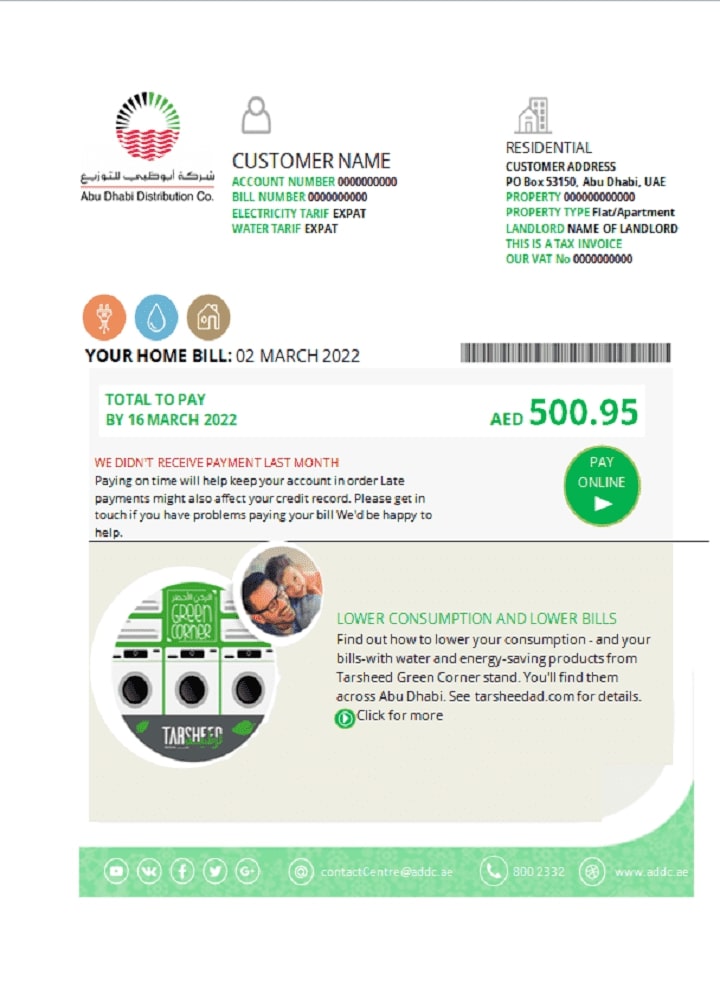 شركة أبوظبي للتوزيع
Abu Dhabi Distribution Co.
CUSTOMER NAME
ACCOUNT NUMBER 0000000000
BILL NUMBER 0000000000
ELECTRICITY TARIF EXPAT
WATER TARIF EXPAT
RESIDENTIAL
CUSTOMER ADDRESS
PO Box 53150, Abu Dhabi, UAE
PROPERTY 000000000000
PROPERTY TYPE Flat/Apartment
LANDLORD NAME OF LANDLORD
THIS IS A TAX INVOICE
OUR VAT No 0000000000
YOUR HOME BILL: 02 MARCH 2022
TOTAL TO PAY
BY 16 MARCH 2022
AED 500.95
WE DIDN'T RECEIVE PAYMENT LAST MONTH
Paying on time will help keep your account in order Late
payments might also affect your credit record. Please get in
touch if you have problems paying your bill We'd be happy to
help.
PAY
ONLINE
GREEN
CORNER
TARSHEED
LOWER CONSUMPTION AND LOWER BILLS
Find out how to lower your consumption - and your
bills-with water and energy-saving products from
Tarsheed Green Corner stand. You'll find them
across Abu Dhabi. See tarsheedad.com for details.
Click for more
contactCentre@addc.ae
800 2332
www.addc.ae